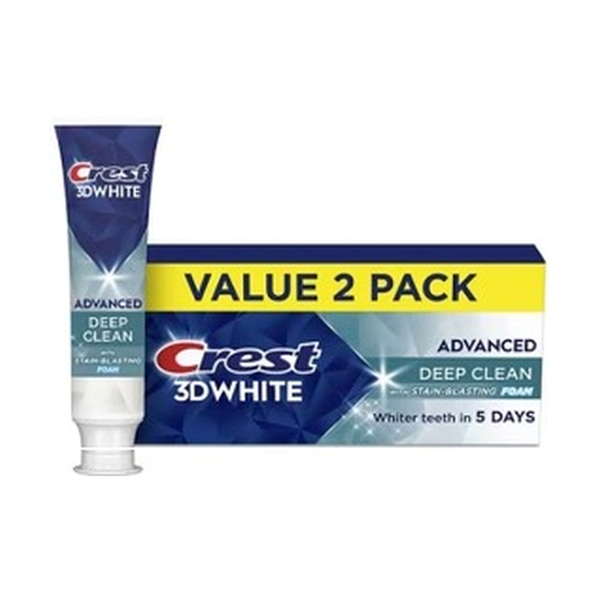 Crest
3DWHITE
ADVANCED
DEEP
CLEAN
WITH
STAIN-BLASTING
FOAM
VALUE 2 PACK
Crest
3DWHITE
ADVANCED
DEEP CLEAN
WITH STAIN-BLASTING FOAM
Whiter teeth in 5 DAYS